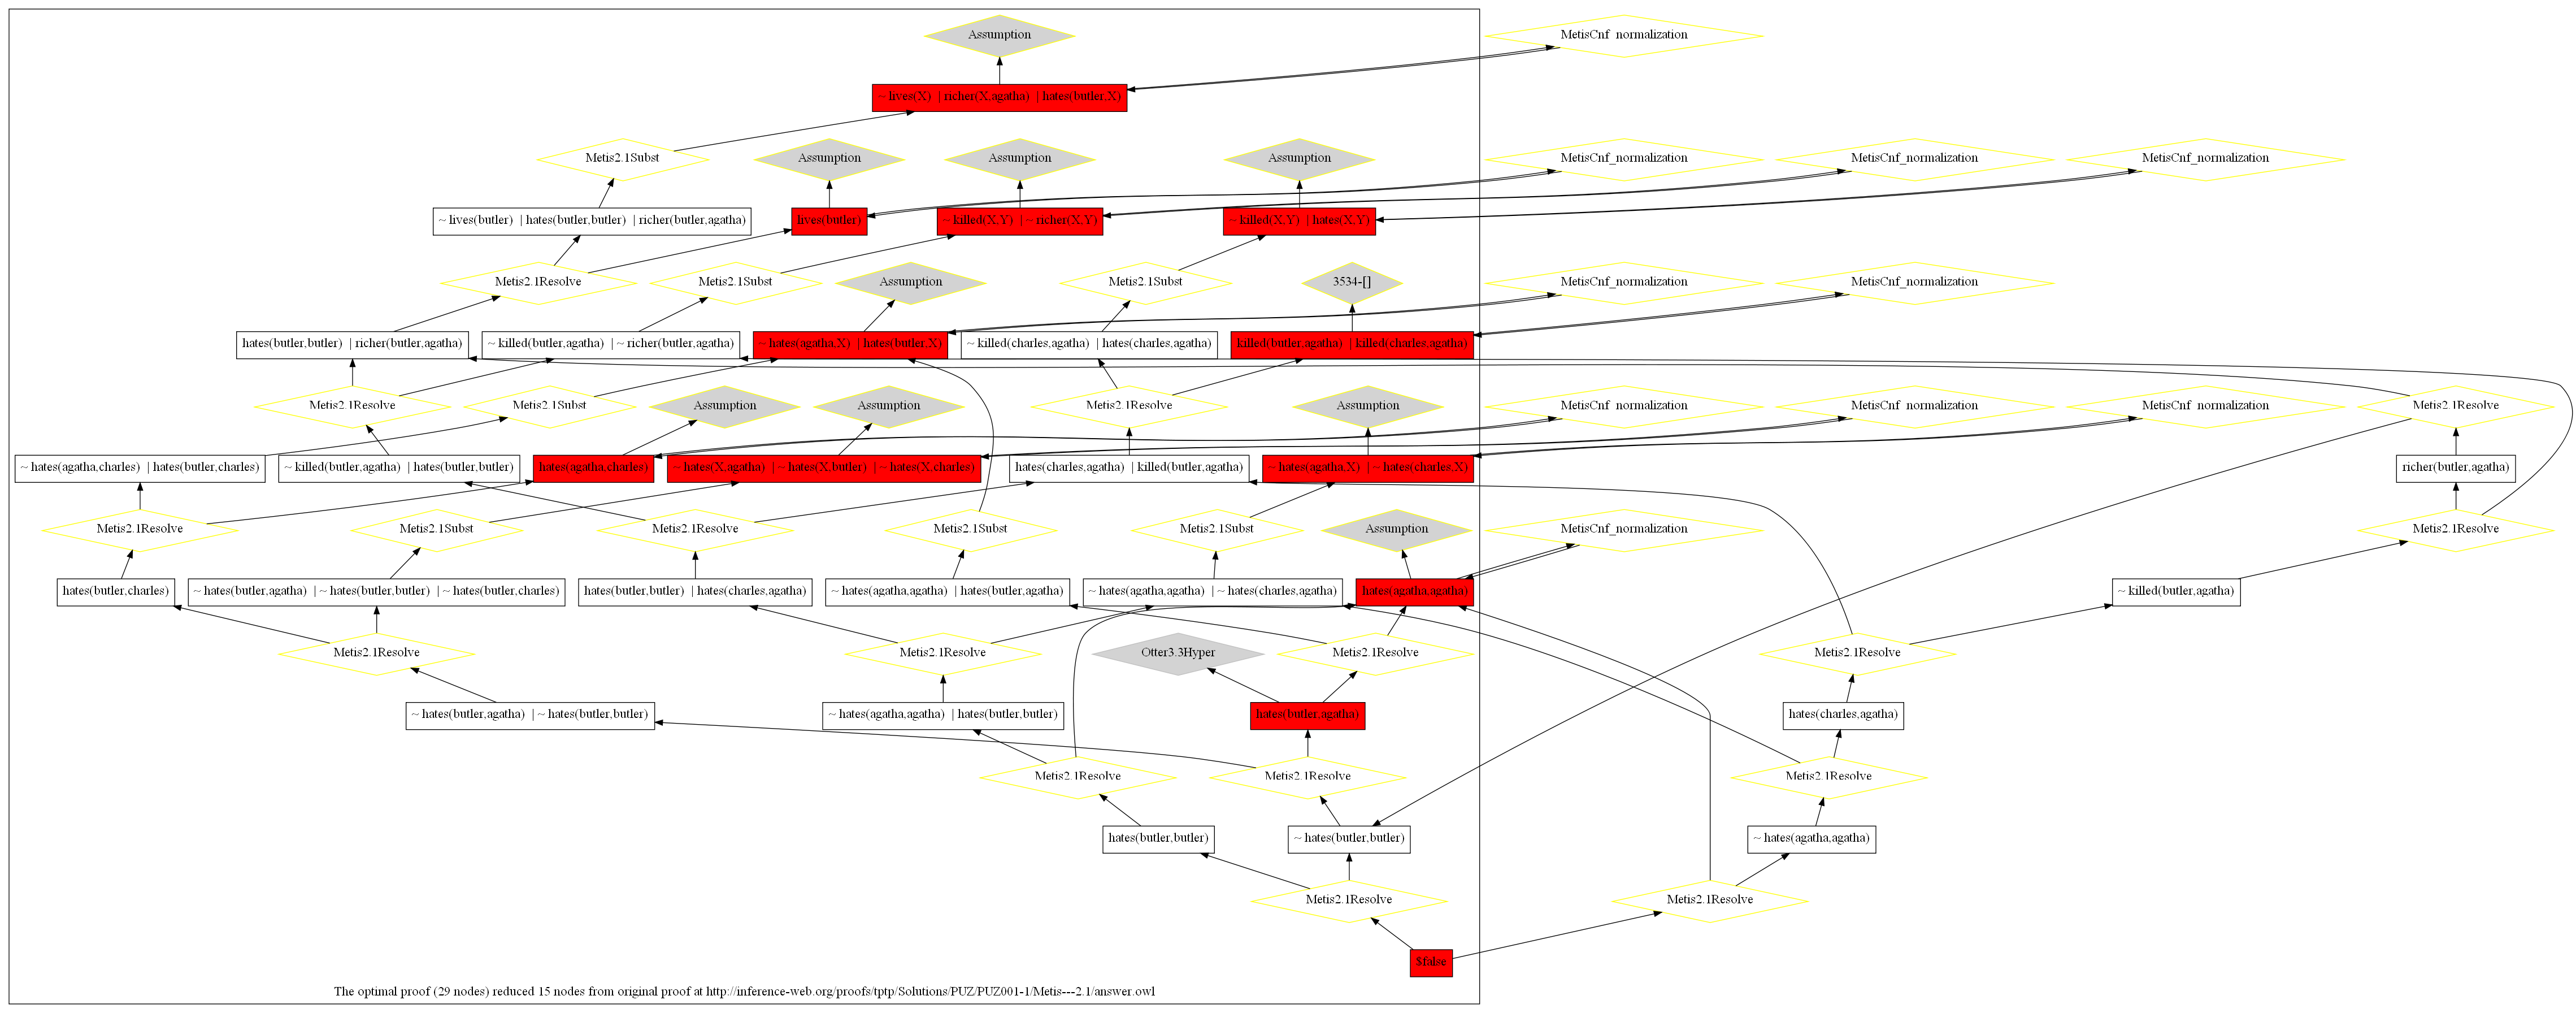 Assumption
MetisCnf_normalization
~ lives(X) | richer(X,agatha) | hates(butler,X)
Metis2.1Subst
Assumption
Assumption
Assumption
MetisCnf_normalization
MetisCnf_normalization
MetisCnf_normalization
~ lives(butler) | hates(butler,butler) | richer(butler,agatha)
lives(butler)
~ killed(X,Y) | ~ richer(X,Y)
~ killed(X,Y) | hates(X,Y)
Metis2.1Resolve
Metis2.1Subst
Assumption
Metis2.1Subst
3534-[]
MetisCnf_normalization
MetisCnf_normalization
hates(butler,butler) | richer(butler,agatha)
~ killed(butler,agatha) | ~ richer(butler,agatha)
~ hates(agatha,X) | hates(butler,X)
~ killed(charles,agatha) | hates(charles,agatha)
killed(butler,agatha) | killed(charles,agatha)
Metis2.1Resolve
Metis2.1Subst
Assumption
Assumption
Metis2.1Resolve
Assumption
MetisCnf_normalization
MetisCnf_normalization
MetisCnf_normalization
Metis2.1Resolve
~ hates(agatha,charles) | hates(butler,charles)
~ killed(butler,agatha) | hates(butler,butler)
hates(agatha,charles)
~ hates(X,agatha) | ~ hates(X,butler) | ~ hates(X,charles)
hates(charles,agatha) | killed(butler,agatha)
~ hates(agatha,X) | ~ hates(charles,X)
richer(butler,agatha)
Metis2.1Resolve
Metis2.1Subst
Metis2.1Resolve
Metis2.1Subst
Metis2.1Subst
Assumption
MetisCnf_normalization
Metis2.1Resolve
hates(butler,charles)
~ hates(butler,agatha) | ~ hates(butler,butler) | ~ hates(butler,charles)
hates(butler,butler) | hates(charles,agatha)
~ hates(agatha,agatha) | hates(butler,agatha)
~ hates(agatha,agatha) | ~ hates(charles,agatha)
hates(agatha,agatha)
~ killed(butler,agatha)
Metis2.1Resolve
Metis2.1Resolve
Otter3.3Hyper
Metis2.1Resolve
Metis2.1Resolve
~ hates(butler,agatha) | ~ hates(butler,butler)
~ hates(agatha,agatha) | hates(butler,butler)
hates(butler,agatha)
hates(charles,agatha)
Metis2.1Resolve
Metis2.1Resolve
Metis2.1Resolve
hates(butler,butler)
~ hates(butler,butler)
~ hates(agatha,agatha)
Metis2.1Resolve
Metis2.1Resolve
$false
The optimal proof (29 nodes) reduced 15 nodes from original proof at http://inference-web.org/proofs/tptp/Solutions/PUZ/PUZ001-1/Metis---2.1/answer.owl